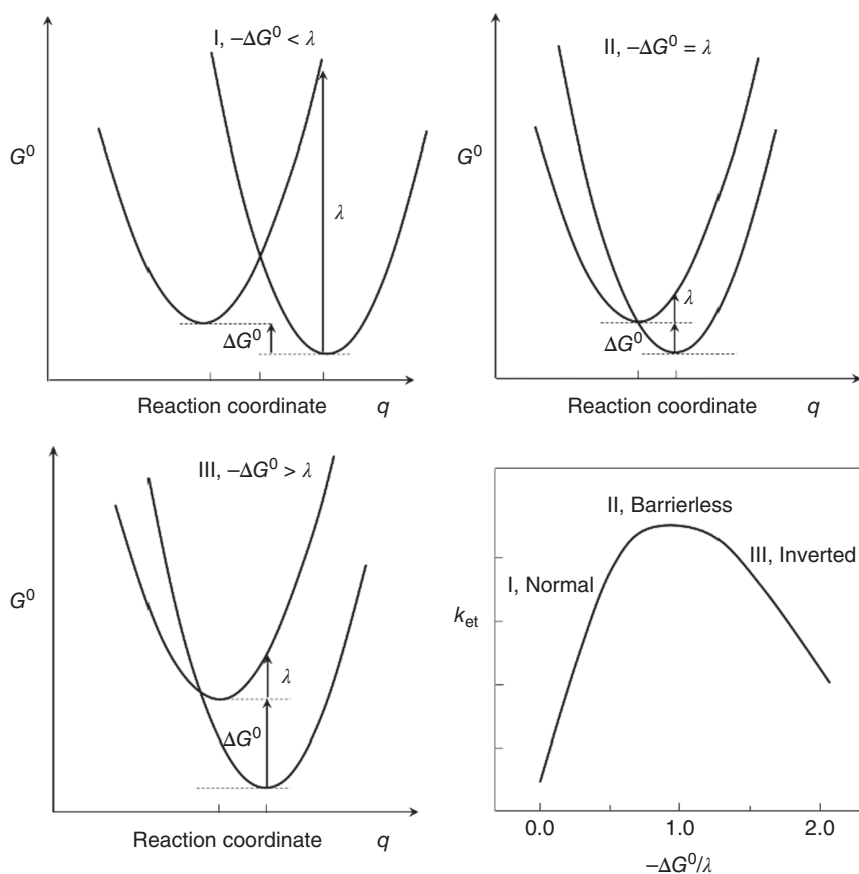 I, –ΔG⁰ < λ
G⁰
λ
ΔG⁰
Reaction coordinate q
II, –ΔG⁰ = λ
G⁰
λ
ΔG⁰
Reaction coordinate q
III, –ΔG⁰ > λ
G⁰
λ
ΔG⁰
Reaction coordinate q
II, Barrierless
III, Inverted
I, Normal
k_et
0.0 1.0 2.0
–ΔG⁰/λ